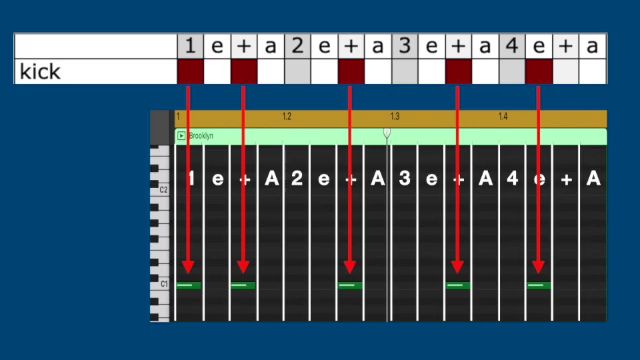 1 e + a 2 e + a 3 e + a 4 e + a
kick
1 1.2 1.3 1.4
Brooklyn
1 e + A 2 e + A 3 e + A 4 e + A
C2
C1